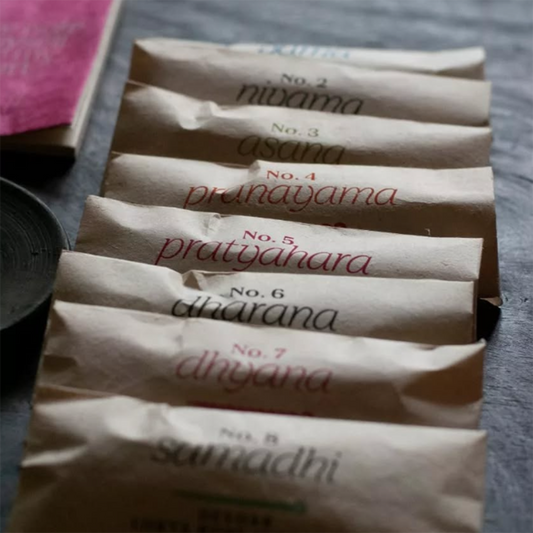 No. 2
niyama
No. 3
asana
No. 4
pranayama
No. 5
pratyahara
No. 6
dharana
No. 7
dhyana
No. 8
samadhi